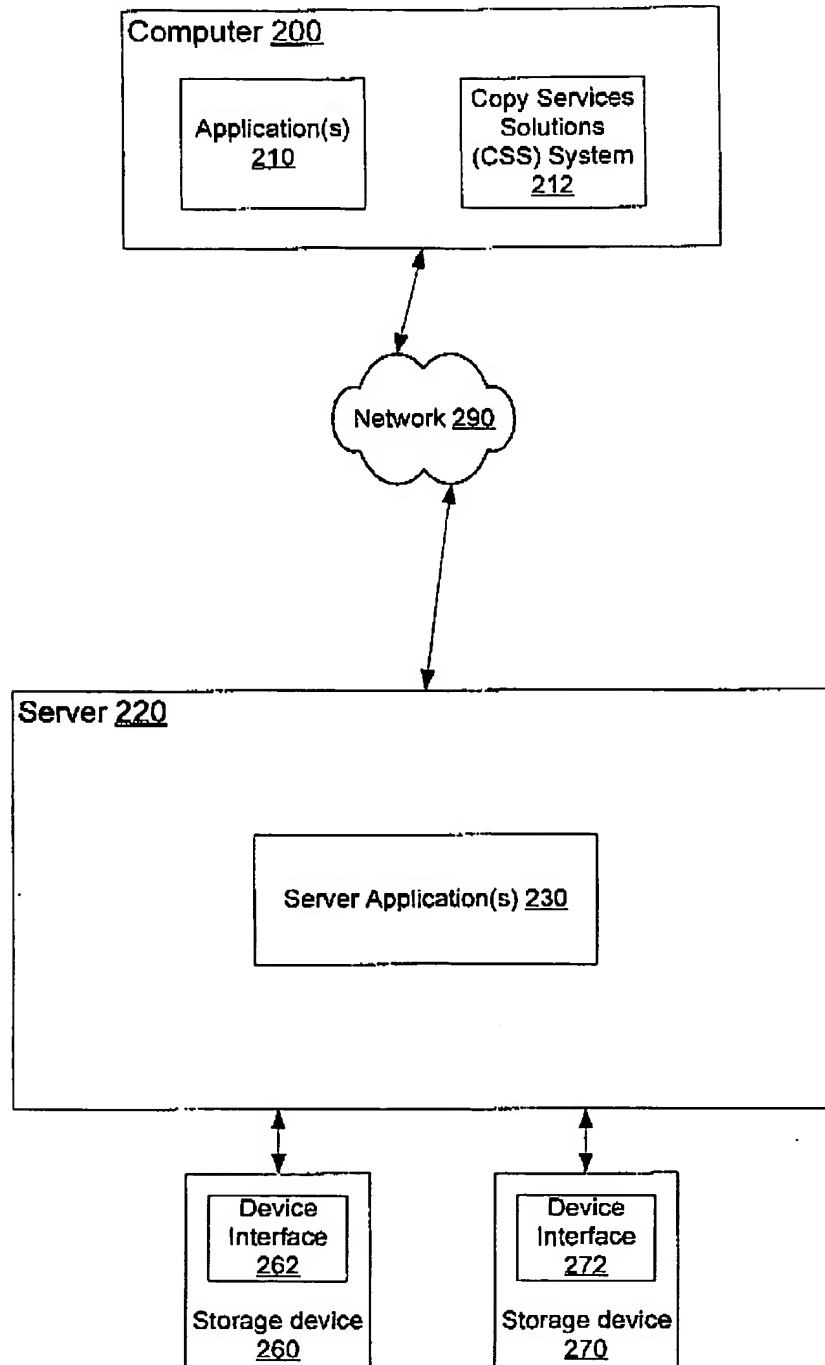 Computer 200
Application(s)
210
Copy Services
Solutions
(CSS) System
212
Network 290
Server 220
Server Application(s) 230
Device
Interface
262
Storage device
260
Device
Interface
272
Storage device
270